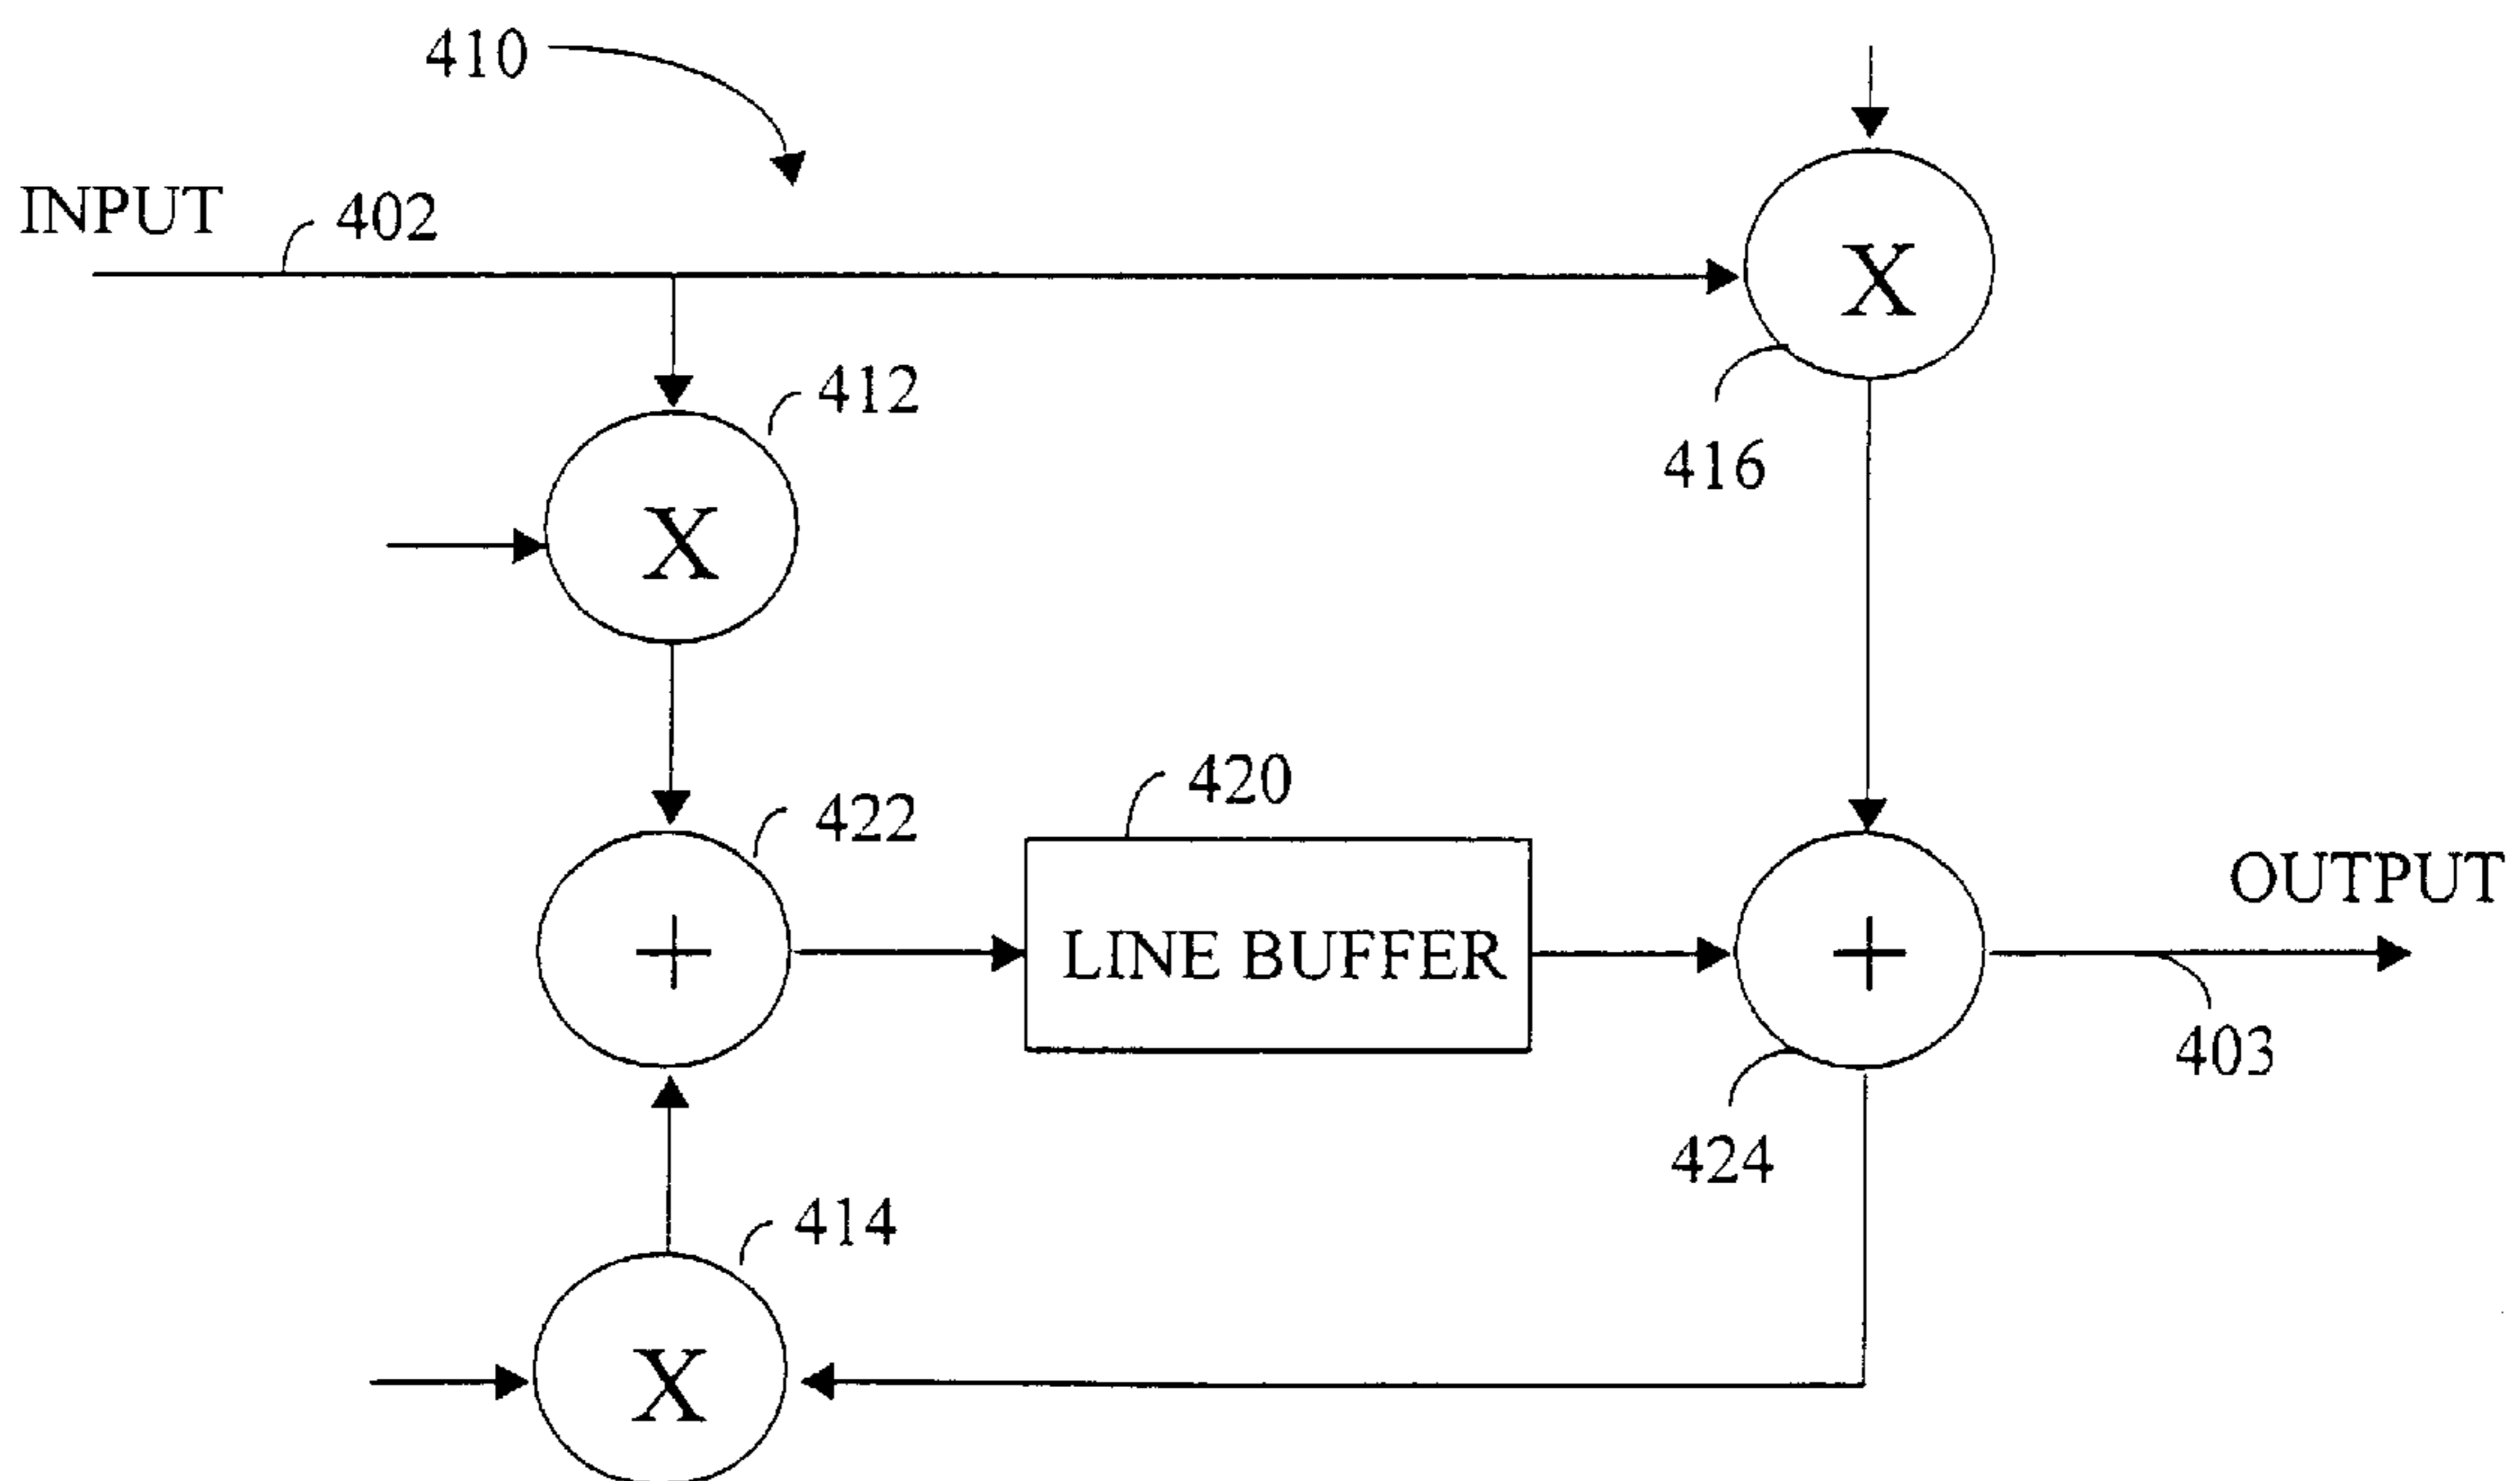 410
INPUT
402
X
412
416
X
420
422
LINE BUFFER
+
+
OUTPUT
403
424
414
X